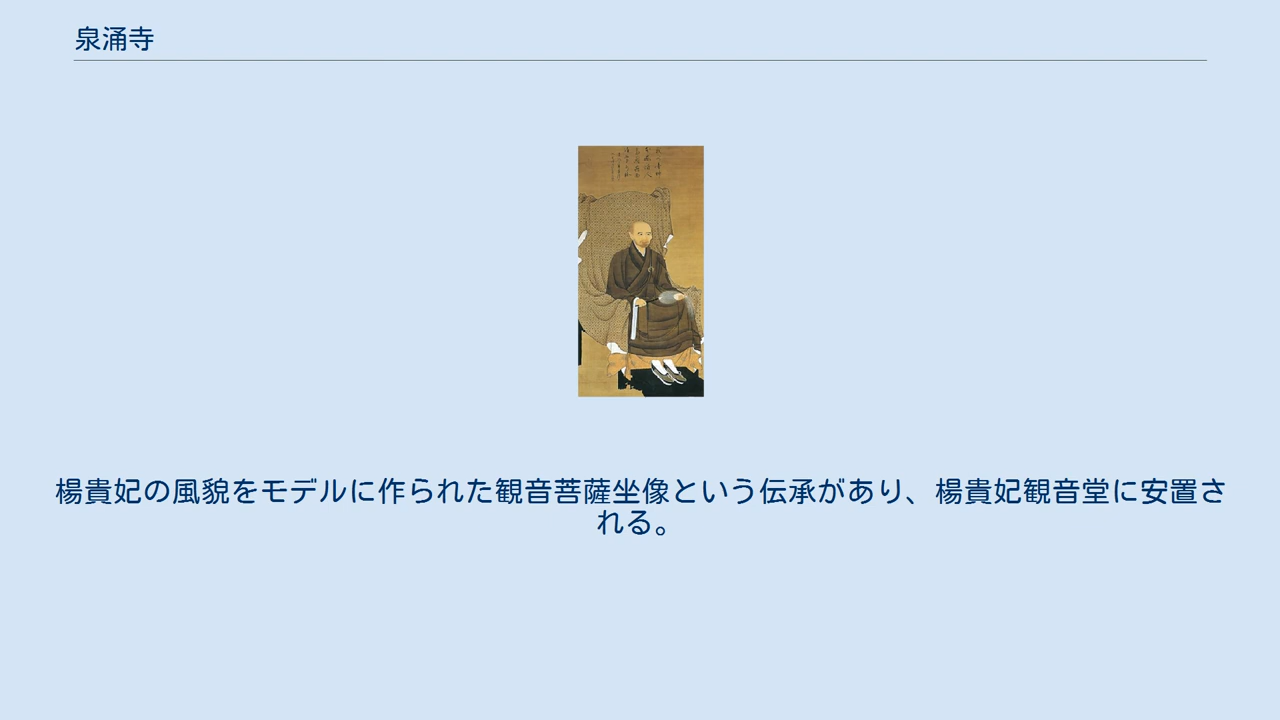 泉涌寺
楊貴妃の風貌をモデルに作られた観音菩薩坐像という伝承があり、楊貴妃観音堂に安置さ
れる。